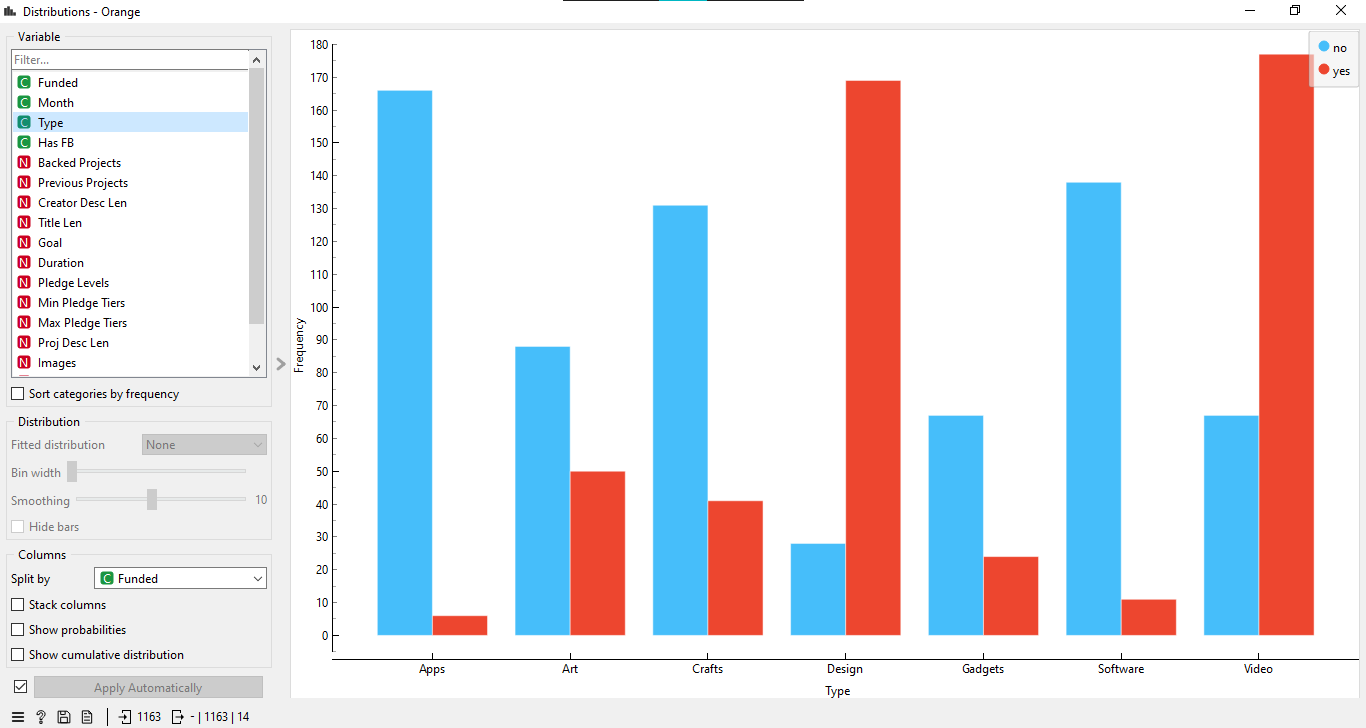 Distributions - Orange
Variable
Filter...
C Funded
C Month
C Type
C Has FB
N Backed Projects
N Previous Projects
N Creator Desc Len
N Title Len
N Goal
N Duration
N Pledge Levels
N Min Pledge Tiers
N Max Pledge Tiers
N Proj Desc Len
N Images
Sort categories by frequency
Distribution
Fitted distribution None
Bin width
Smoothing 10
Hide bars
Columns
Split by C Funded
Stack columns
Show probabilities
Show cumulative distribution
Apply Automatically
? 1163 - | 1163 | 14
180
170
160
150
140
130
120
110
100
90
80
70
60
50
40
30
20
10
0
Frequency
Apps Art Crafts Design Gadgets Software Video
Type
no
yes